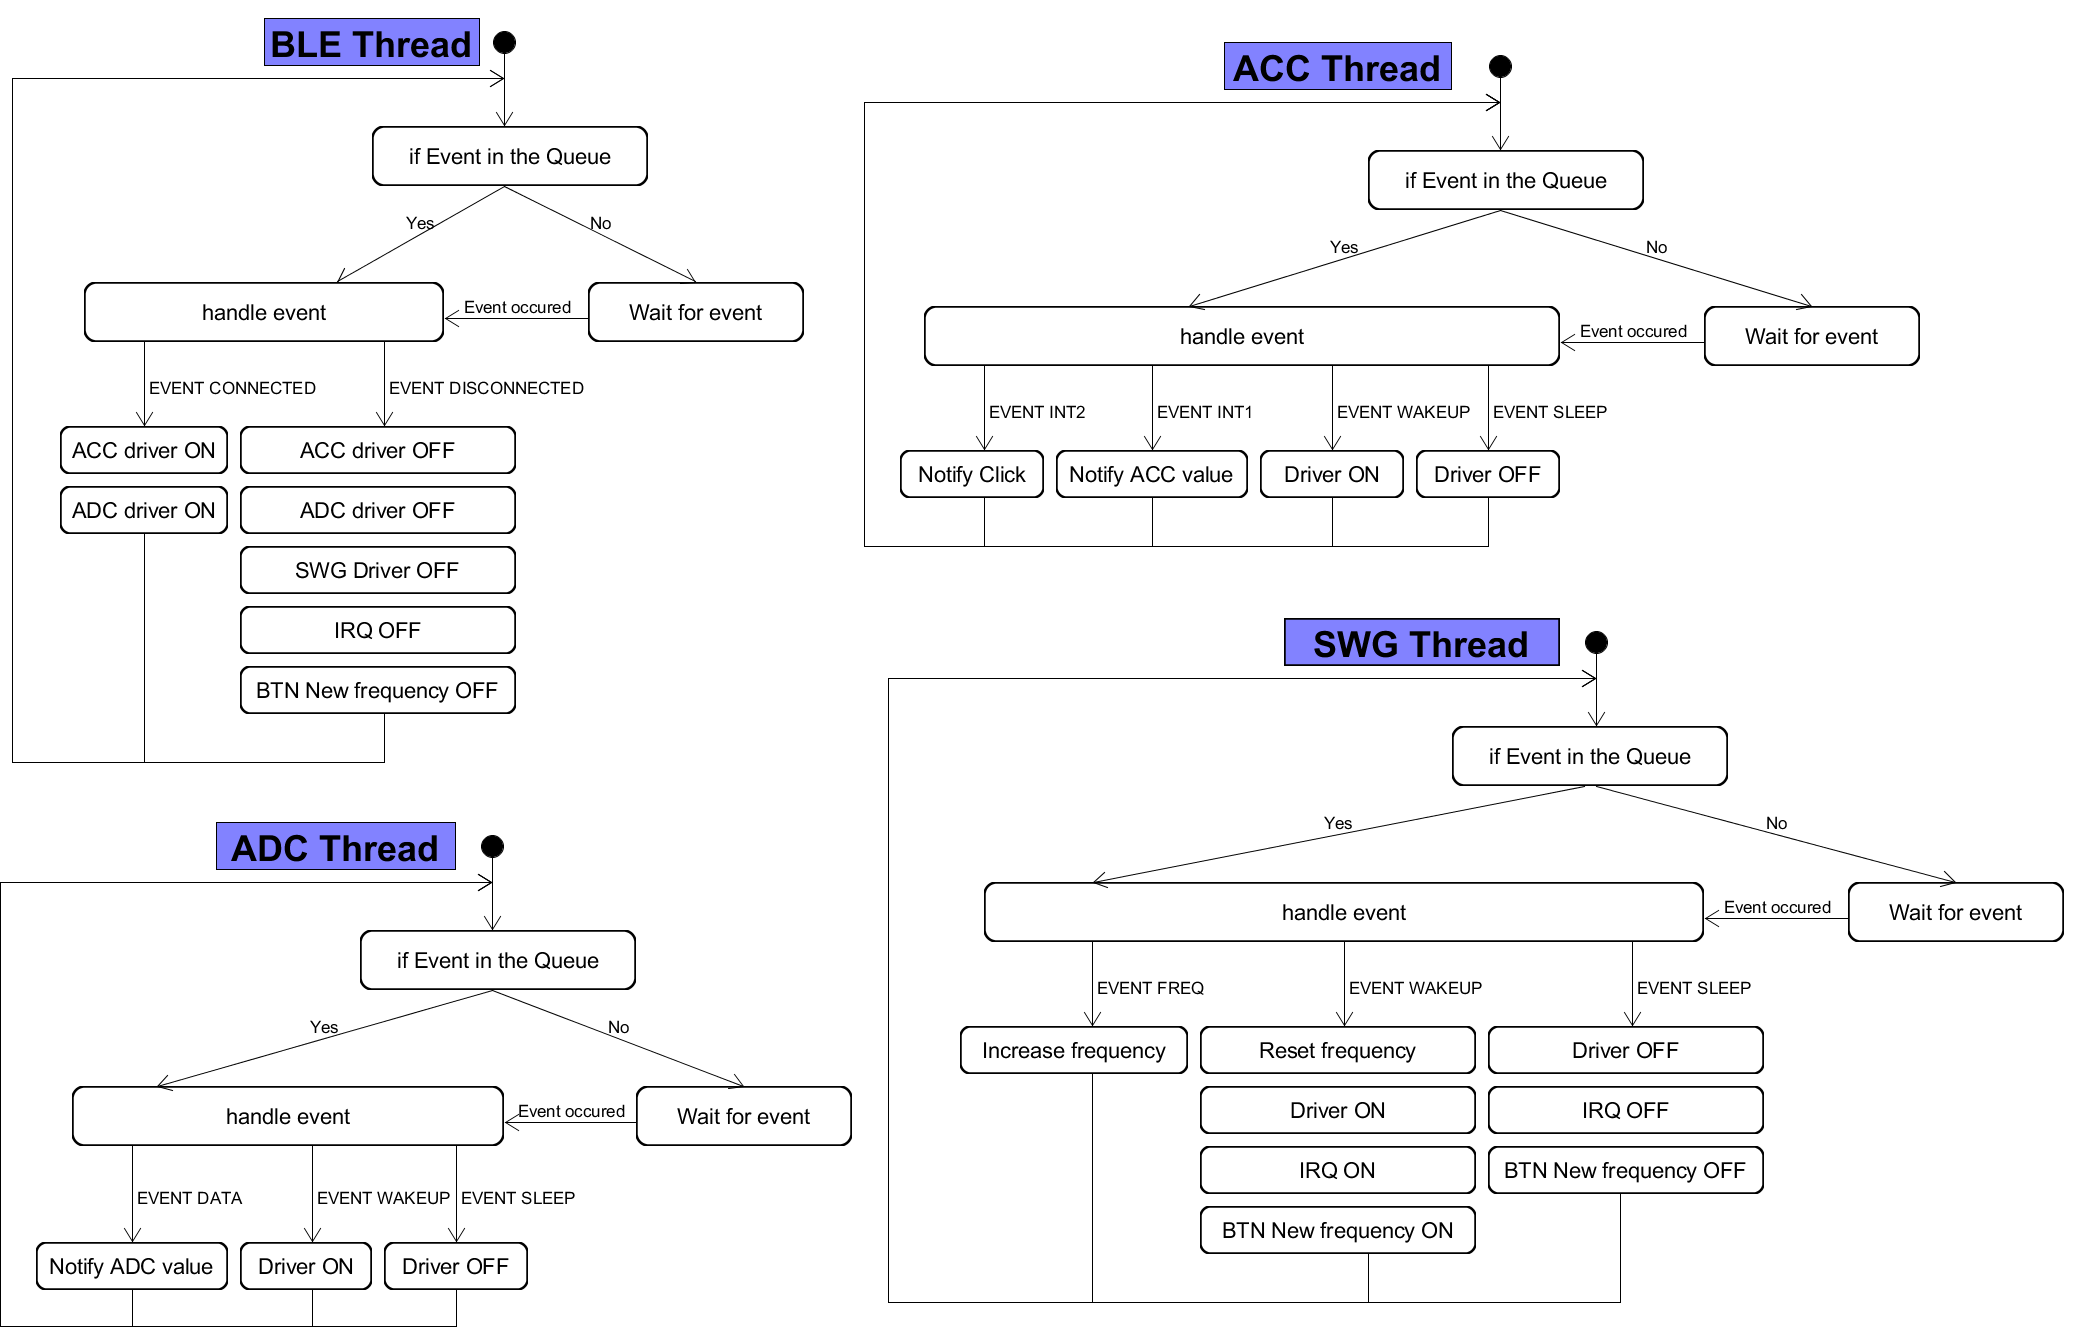 BLE Thread
if Event in the Queue
Yes
No
handle event
Event occured
Wait for event
EVENT CONNECTED
EVENT DISCONNECTED
ACC driver ON
ACC driver OFF
ADC driver ON
ADC driver OFF
SWG Driver OFF
IRQ OFF
BTN New frequency OFF
ACC Thread
if Event in the Queue
Yes
No
handle event
Event occured
Wait for event
EVENT INT2
EVENT INT1
EVENT WAKEUP
EVENT SLEEP
Notify Click
Notify ACC value
Driver ON
Driver OFF
ADC Thread
if Event in the Queue
Yes
No
handle event
Event occured
Wait for event
EVENT DATA
EVENT WAKEUP
EVENT SLEEP
Notify ADC value
Driver ON
Driver OFF
SWG Thread
if Event in the Queue
Yes
No
handle event
Event occured
Wait for event
EVENT FREQ
EVENT WAKEUP
EVENT SLEEP
Increase frequency
Reset frequency
Driver OFF
Driver ON
IRQ OFF
IRQ ON
BTN New frequency OFF
BTN New frequency ON